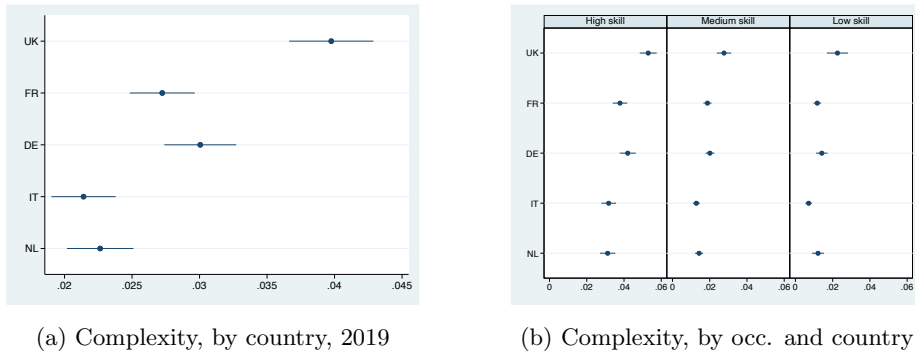 High skill Medium skill Low skill
UK
FR
DE
IT
NL
.02 .025 .03 .035 .04 .045
UK
FR
DE
IT
NL
0 .02 .04 .06 0 .02 .04 .06 0 .02 .04 .06
(a) Complexity, by country, 2019
(b) Complexity, by occ. and country